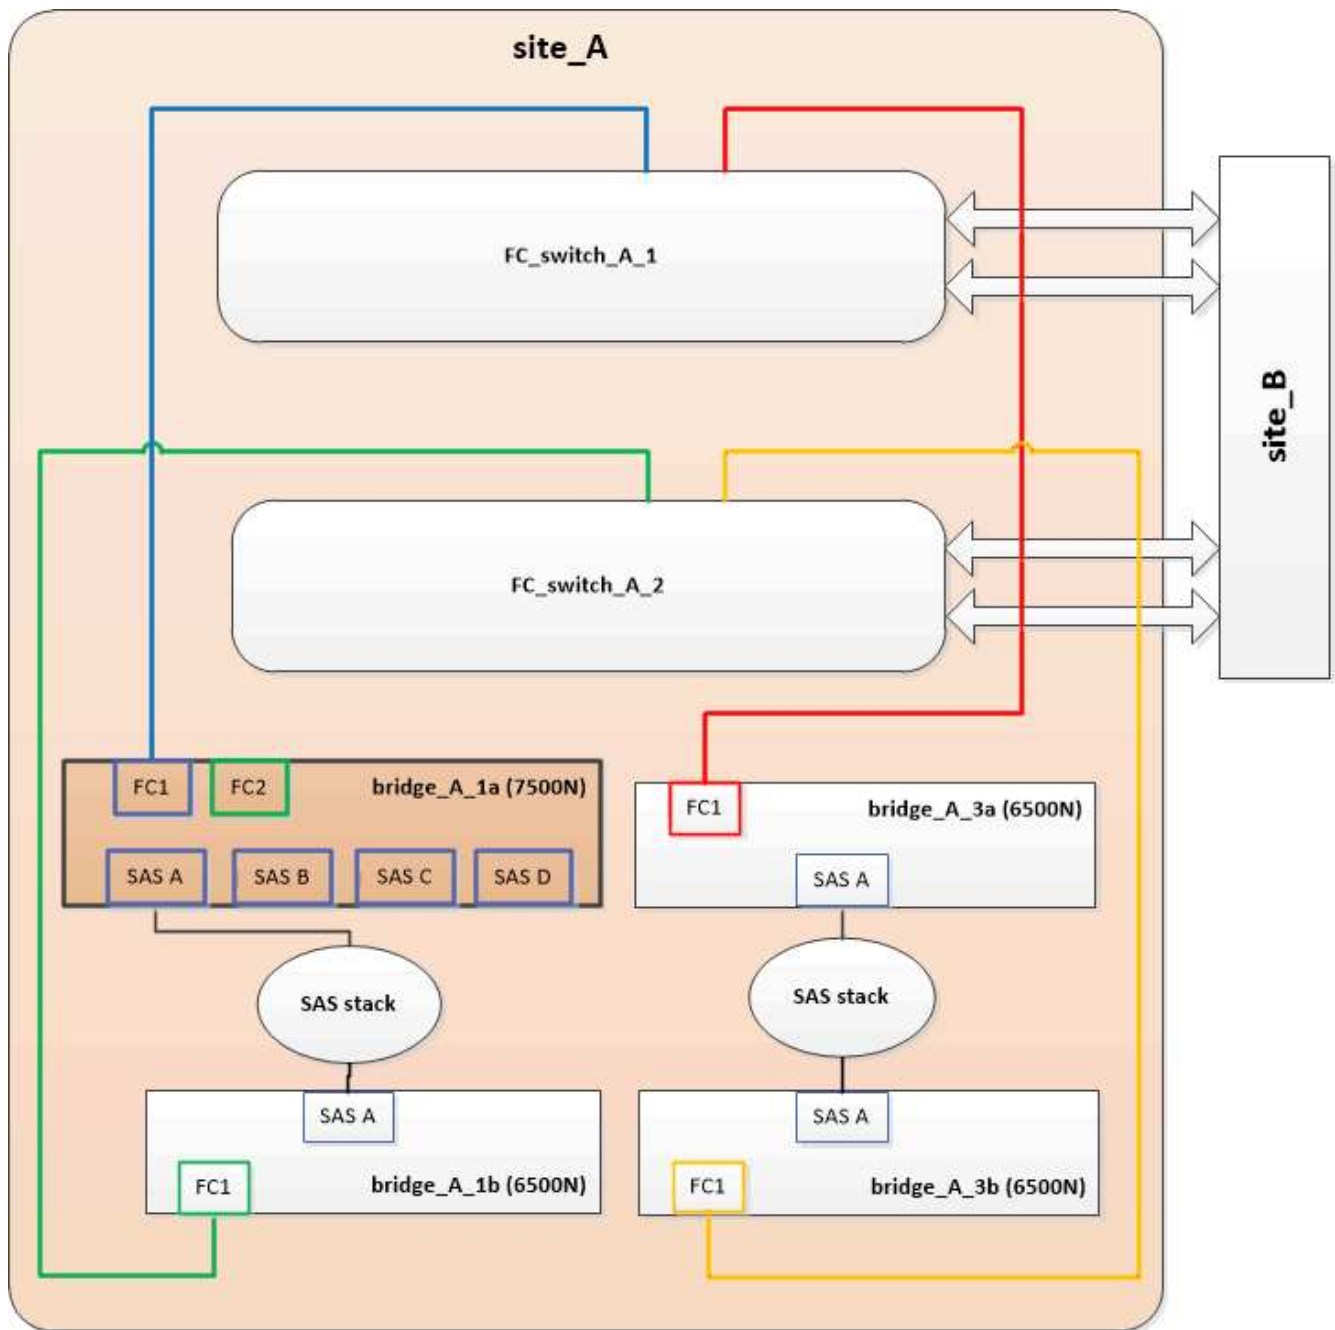 site_A
FC_switch_A_1
site_B
FC_switch_A_2
FC1
FC2
bridge_A_1a (7500N)
SAS A
SAS B
SAS C
SAS D
FC1
bridge_A_3a (6500N)
SAS A
SAS stack
SAS stack
SAS A
FC1
bridge_A_1b (6500N)
SAS A
FC1
bridge_A_3b (6500N)